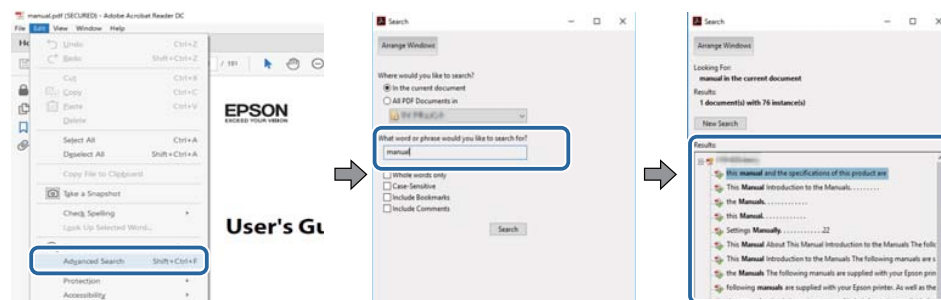 manual.pdf (SECURED) - Adobe Acrobat Reader DC
File Edit View Window Help
Undo Ctrl+Z
Redo Shift+Ctrl+Z
Cut Ctrl+X
Copy Ctrl+C
Paste Ctrl+V
Delete
Select All Ctrl+A
Deselect All Shift+Ctrl+A
Copy File to Clipboard
Take a Snapshot
Check Spelling
Look Up Selected Word...
Advanced Search Shift+Ctrl+F
Protection
Accessibility
/ 191
EPSON
EXCEED YOUR VISION
User's Gu
Search
Arrange Windows
Where would you like to search?
In the current document
All PDF Documents in
What word or phrase would you like to search for?
manual
Whole words only
Case-Sensitive
Include Bookmarks
Include Comments
Search
Search
Arrange Windows
Looking For:
manual in the current document
Results:
1 document(s) with 76 instance(s)
New Search
Results:
this manual and the specifications of this product are
This Manual Introduction to the Manuals.........
the Manuals.............
this Manual.............
Settings Manually.............22
This Manual About This Manual Introduction to the Manuals The follo
This Manual Introduction to the Manuals The following manuals are s
the Manuals The following manuals are supplied with your Epson prin
following manuals are supplied with your Epson printer. As well as the